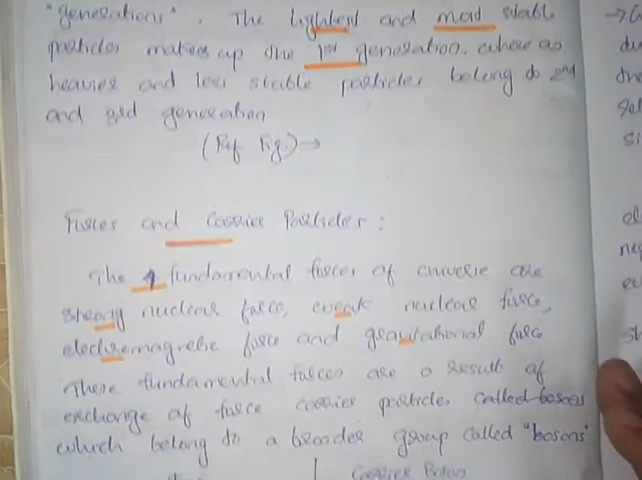 "generations". The lightest and most stable
particles makes up the 1st generation, where as
heavier and less stable particles belong to 2nd
and 3rd generation
(Ref Fig) →
Forces and Carrier Particles:
The 4 fundamental forces of universe are
strong nuclear force, weak nuclear force,
electromagnetic force and gravitational force
These fundamental forces are a result of
exchange of force carrier particles called bosons
which belong to a broader group called "bosons"
Carrier Boson